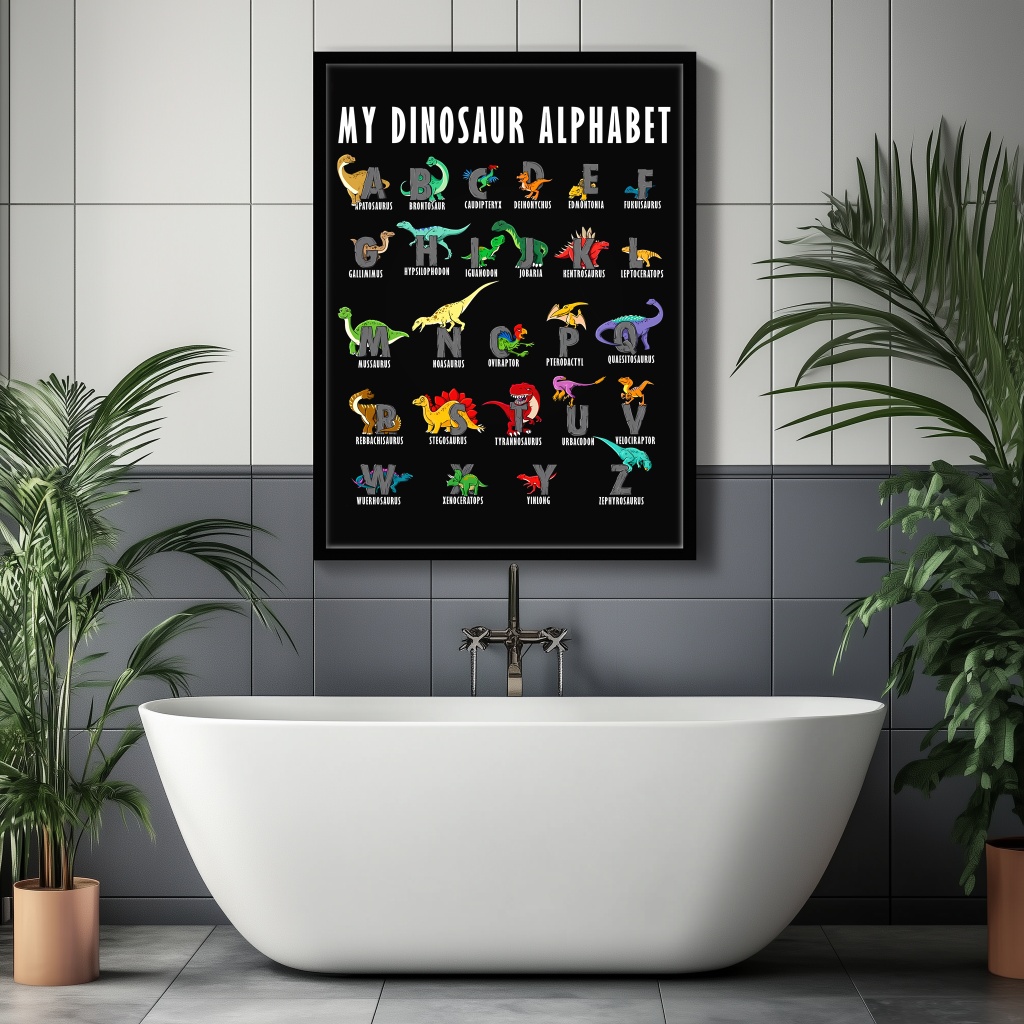 MY DINOSAUR ALPHABET
A B C D E F
APATOSAURUS BRONTOSAUR CAUDIPTERYX DEINONYCHUS EDMONTONIA FUKUISAURUS
G H I J K L
GALLIMIMUS HYPSILOPHODON IGUANODON JOBARIA KENTROSAURUS LEPTOCERATOPS
M N O P Q
MUSSAURUS NOASAURUS OVIRAPTOR PTERODACTYL QUAESITOSAURUS
R S T U V
REBBACHISAURUS STEGOSAURUS TYRANNOSAURUS URBACODON VELOCIRAPTOR
W X Y Z
WUERHOSAURUS XENOCERATOPS YINLONG ZEPHYROSAURUS